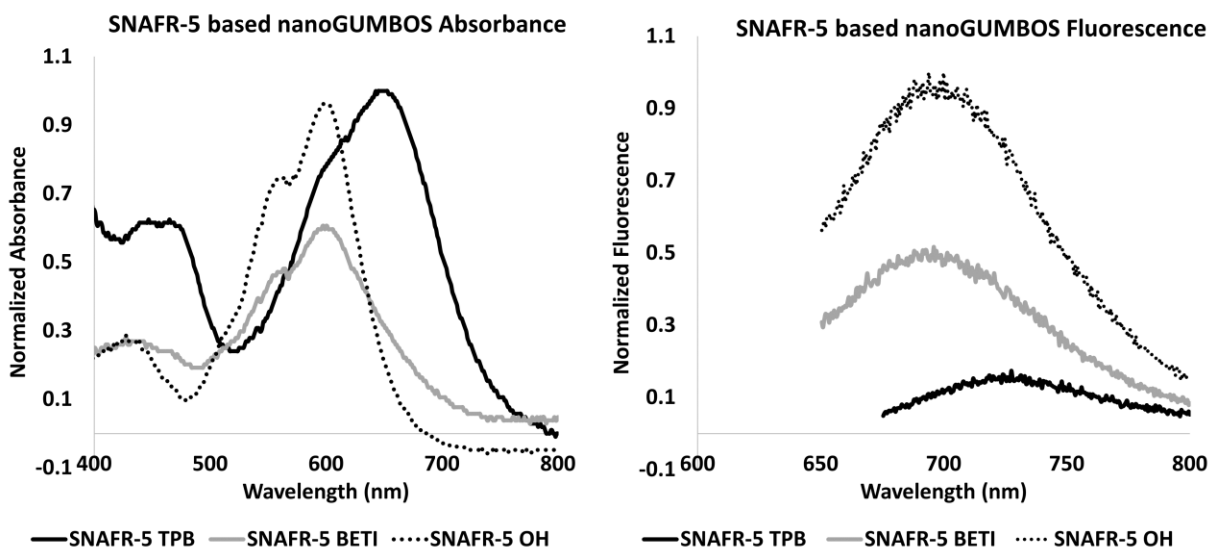 SNAFR-5 based nanoGUMBOS Absorbance
1.1
0.9
0.7
0.5
0.3
0.1
-0.1
Normalized Absorbance
400 500 600 700 800
Wavelength (nm)
SNAFR-5 TPB SNAFR-5 BETI SNAFR-5 OH
SNAFR-5 based nanoGUMBOS Fluorescence
1.1
0.9
0.7
0.5
0.3
0.1
-0.1
Normalized Fluorescence
600 650 700 750 800
Wavelength (nm)
SNAFR-5 TPB SNAFR-5 BETI SNAFR-5 OH